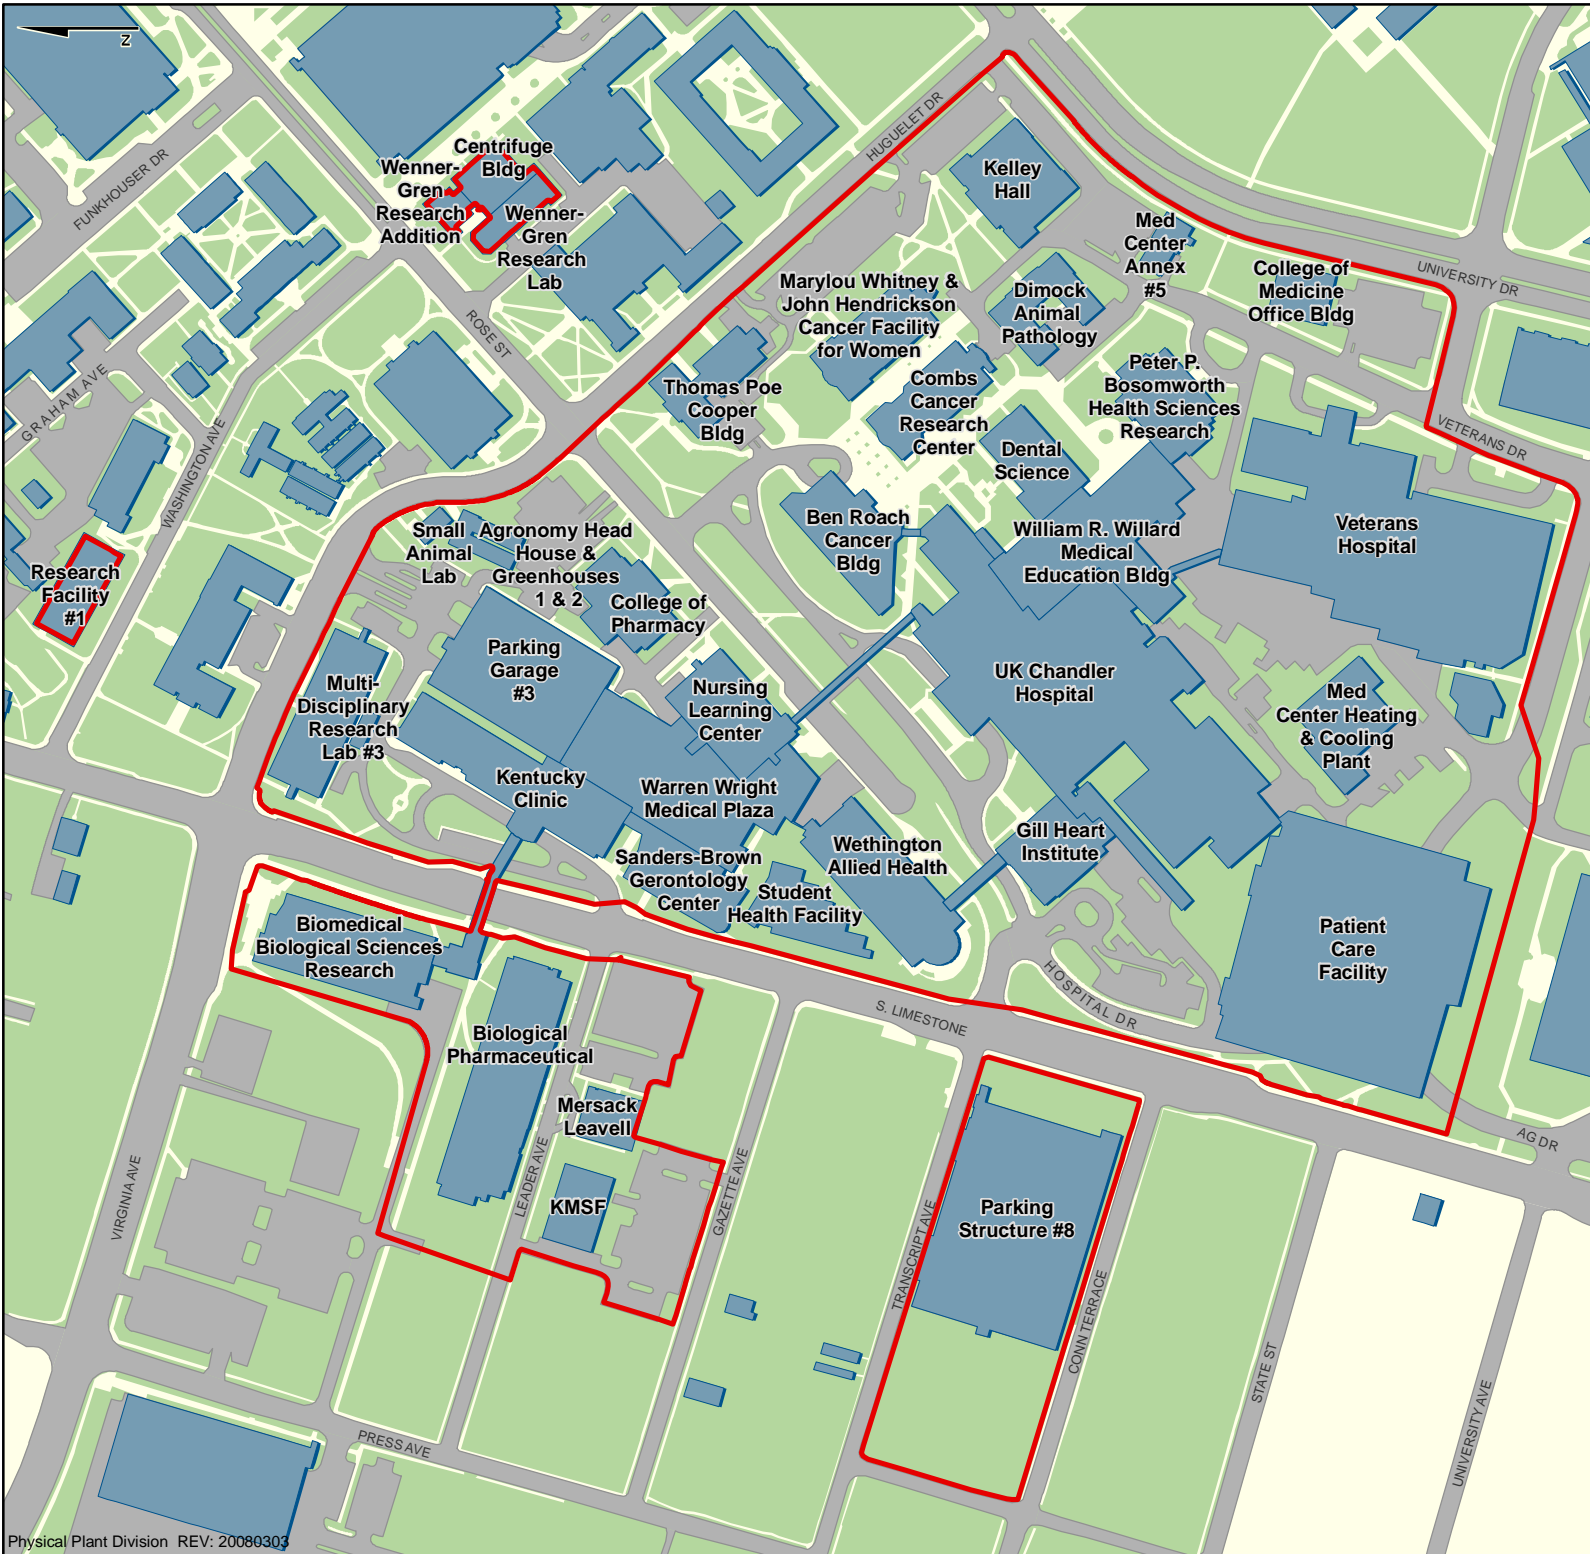 Z
FUNKHOUSER DR
HUGUELET DR
Centrifuge
Bldg
Wenner-
Gren
Research
Addition
Wenner-
Gren
Research
Lab
Kelley
Hall
Med
Center
Annex
#5
UNIVERSITY DR
College of
Medicine
Office Bldg
Marylou Whitney &
John Hendrickson
Cancer Facility
for Women
Dimock
Animal
Pathology
ROSE ST
GRAHAM AVE
WASHINGTON AVE
Thomas Poe
Cooper
Bldg
Combs
Cancer
Research
Center
Peter P.
Bosomworth
Health Sciences
Research
VETERANS DR
Dental
Science
Small
Animal
Lab
Agronomy Head
House &
Greenhouses
1 & 2
Ben Roach
Cancer
Bldg
William R. Willard
Medical
Education Bldg
Veterans
Hospital
Research
Facility
#1
College of
Pharmacy
Parking
Garage
#3
Multi-
Disciplinary
Research
Lab #3
Nursing
Learning
Center
UK Chandler
Hospital
Med
Center Heating
& Cooling
Plant
Kentucky
Clinic
Warren Wright
Medical Plaza
Gill Heart
Institute
Wethington
Allied Health
Sanders-Brown
Gerontology
Center
Student
Health Facility
Biomedical
Biological Sciences
Research
Patient
Care
Facility
HOSPITAL DR
S. LIMESTONE
Biological
Pharmaceutical
Mersack
Leavell
AG DR
VIRGINIA AVE
LEADER AVE
GAZETTE AVE
KMSF
TRANSCRIPT AVE
Parking
Structure #8
CONN TERRACE
STATE ST
UNIVERSITY AVE
PRESS AVE
Physical Plant Division REV: 20080303